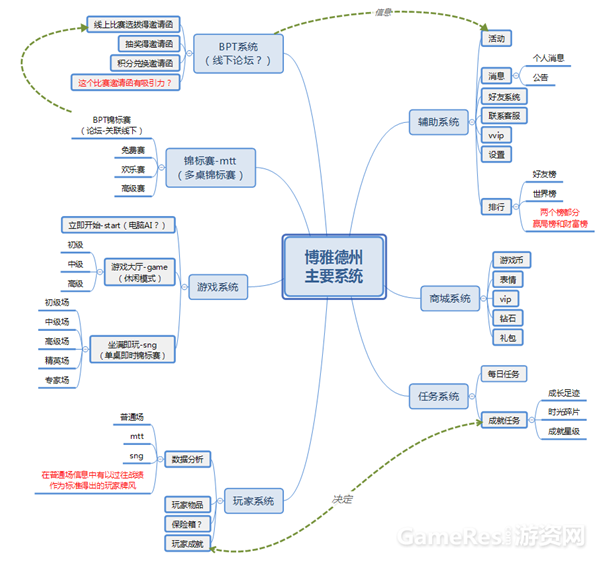 信息
线上比赛选拔得邀请函
抽奖得邀请函
积分兑换邀请函
这个比赛邀请函有吸引力？
BPT系统
（线下论坛？）
BPT锦标赛
（论坛-关联线下）
免费赛
欢乐赛
高级赛
锦标赛-mtt
（多桌锦标赛）
立即开始-start（电脑AI？）
初级
中级
高级
游戏大厅-game
（休闲模式）
初级场
中级场
高级场
精英场
专家场
坐满即玩-sng
（单桌即时锦标赛）
游戏系统
普通场
mtt
sng
在普通场信息中有以过往战绩
作为标准得出的玩家牌风
数据分析
玩家物品
保险箱？
玩家成就
玩家系统
博雅德州
主要系统
辅助系统
活动
消息
个人消息
公告
好友系统
联系客服
vvip
设置
排行
好友榜
世界榜
两个榜都分
赢局榜和财富榜
商城系统
游戏币
表情
vip
钻石
礼包
任务系统
每日任务
成就任务
成长足迹
时光碎片
成就星级
决定
GameRes游资网